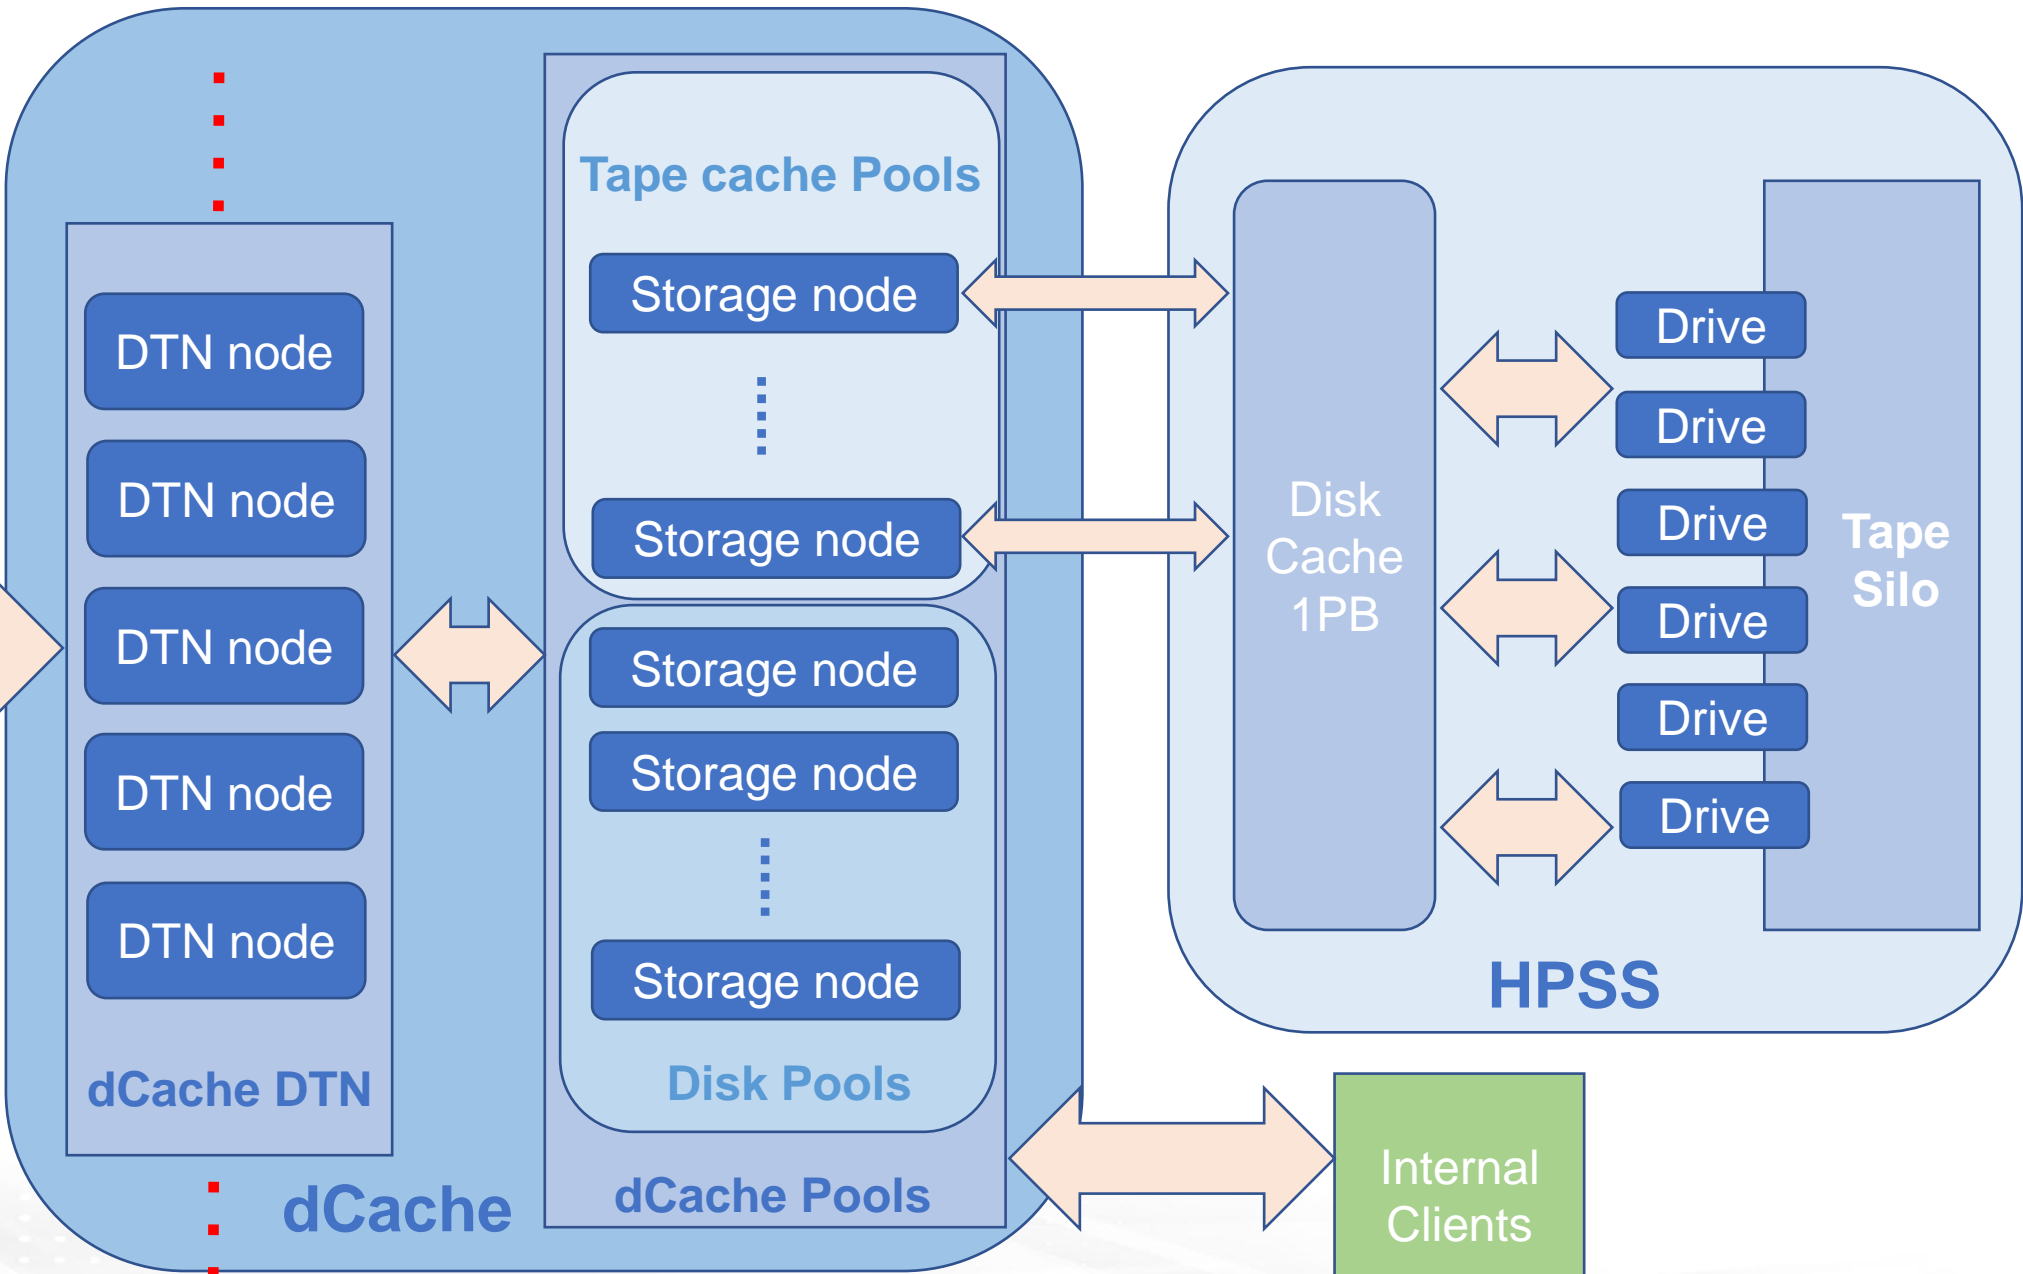 DTN node
DTN node
DTN node
DTN node
DTN node
dCache DTN
dCache
Tape cache Pools
Storage node
Storage node
Storage node
Storage node
Storage node
Disk Pools
dCache Pools
Disk
Cache
1PB
Drive
Drive
Drive
Drive
Drive
Drive
Tape
Silo
HPSS
Internal
Clients